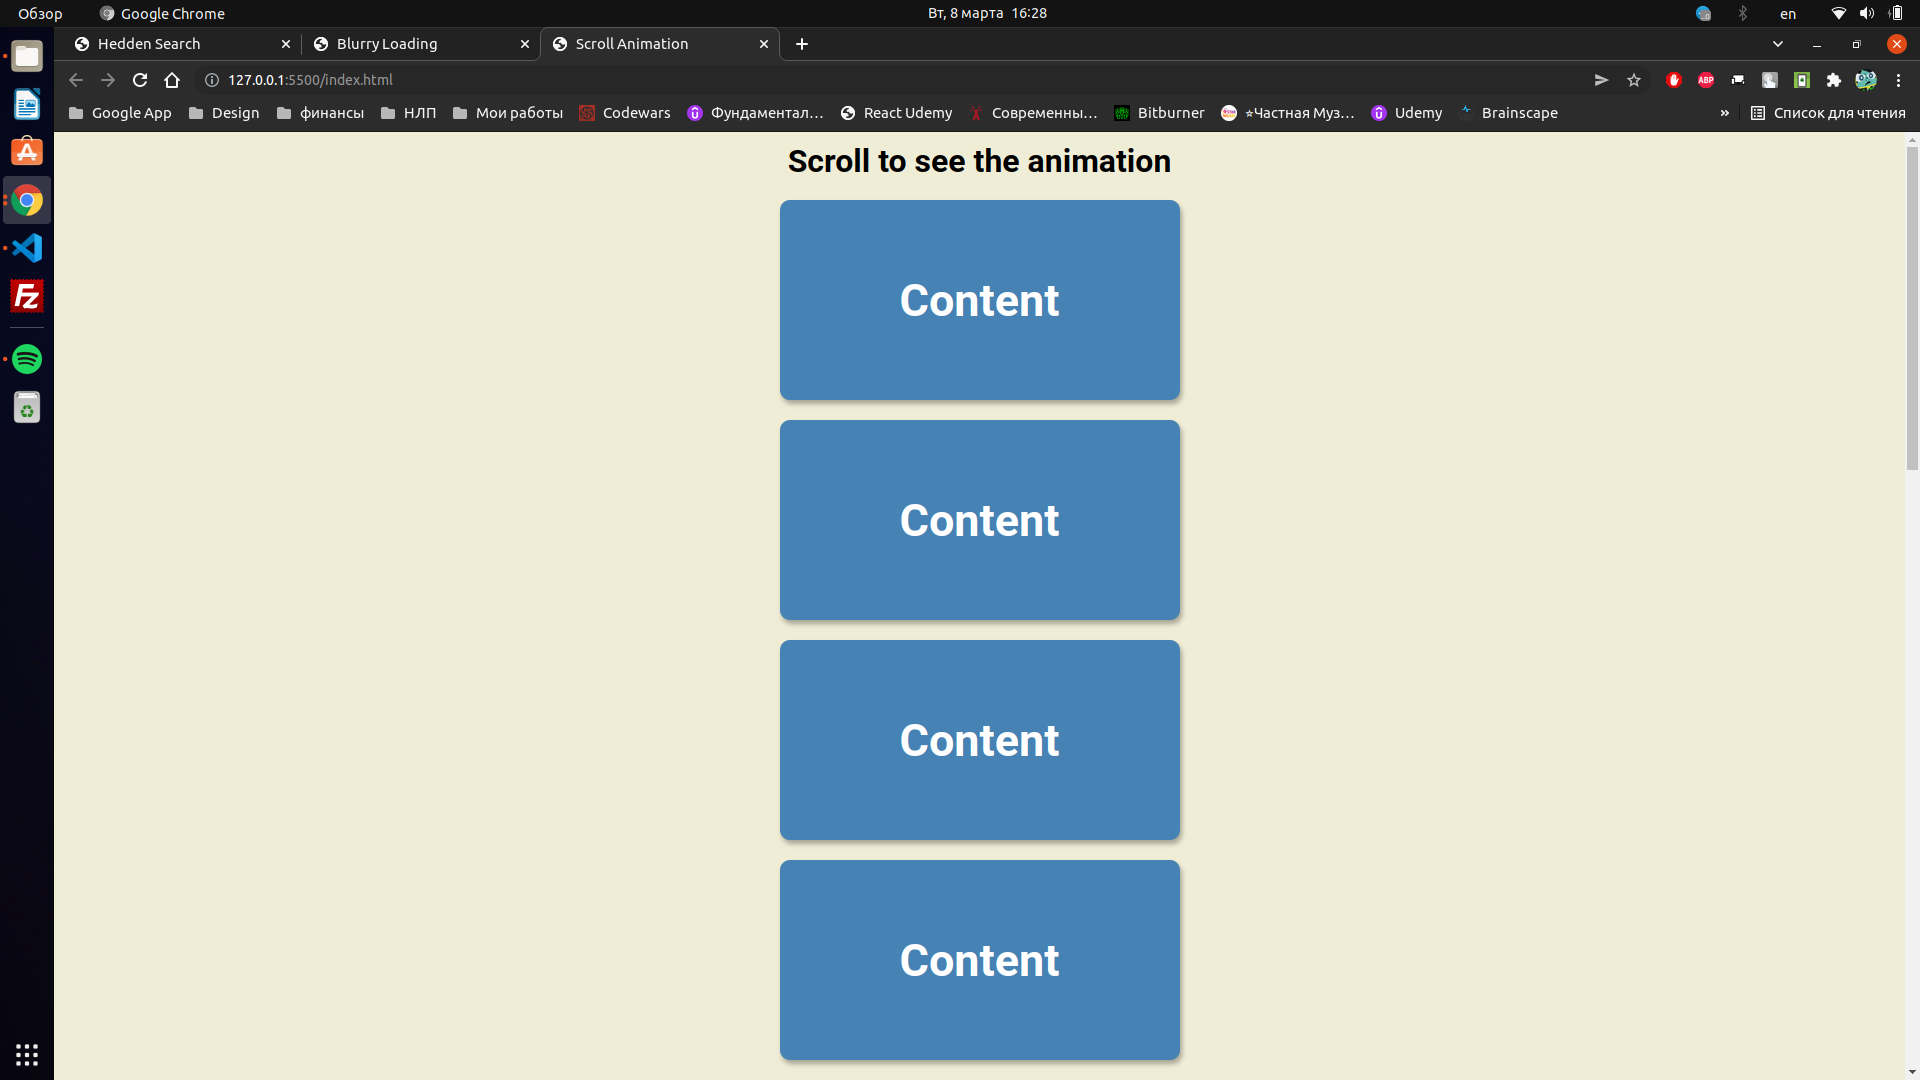 Обзор Google Chrome Вт, 8 марта 16:28 en
Hedden Search Blurry Loading Scroll Animation
127.0.0.1:5500/index.html ABP
Google App Design финансы НЛП Мои работы Codewars Фундаментал... React Udemy Современны... Bitburner ☆Частная Муз... Udemy Brainscape » Список для чтения
Scroll to see the animation
Content
Content
Content
Content